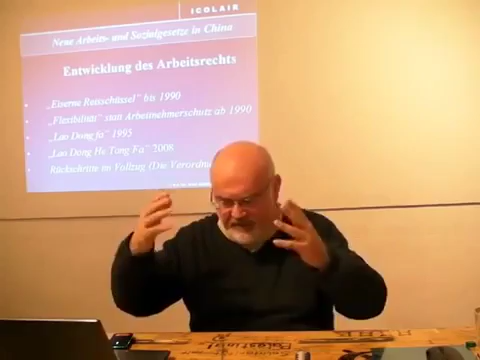 ICOLAIR
Neue Arbeits- und Sozialgesetze in China
Entwicklung des Arbeitsrechts
„Eiserne Reisschüssel" bis 1990
„Flexibilität" statt Arbeitnehmerschutz ab 1990
„Lao Dong fa" 1995
„Lao Dong He Tong Fa" 2008
Rückschritte im Vollzug (Die Verordnu
Palestinal